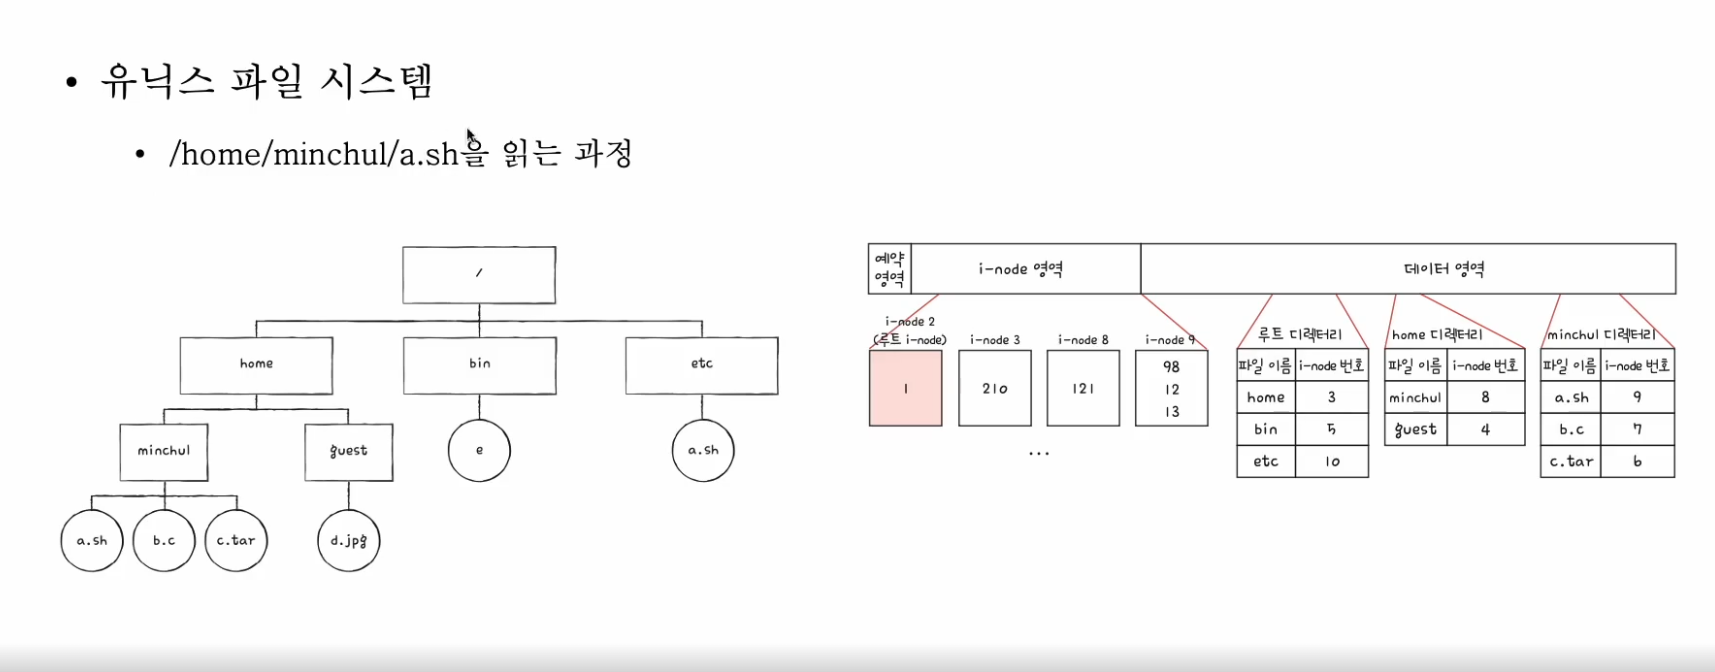 • 유닉스 파일 시스템
• /home/minchul/a.sh을 읽는 과정
/
home bin etc
minchul guest e a.sh
a.sh b.c c.tar d.jpg
예약 영역 i-node 영역 데이터 영역
i-node 2
(루트 i-node) i-node 3 i-node 8 i-node 9
1 210 121 98
12
13
...
루트 디렉터리
파일 이름 i-node 번호
home 3
bin 5
etc 10
home 디렉터리
파일 이름 i-node 번호
minchul 8
guest 4
minchul 디렉터리
파일 이름 i-node 번호
a.sh 9
b.c 7
c.tar 6